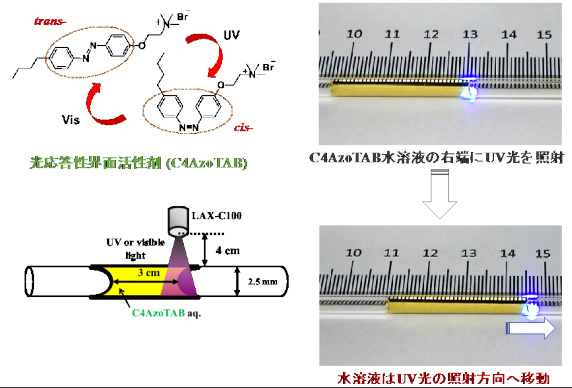 trans-
Br⁻
UV
Br⁻
Vis
cis-
光応答性界面活性剤 (C4AzoTAB)
10 11 12 13 14 15
C4AzoTAB水溶液の右端にUV光を照射
LAX-C100
UV or visible
light
4 cm
3 cm
2.5 mm
C4AzoTAB aq.
10 11 12 13 14 15
水溶液はUV光の照射方向へ移動